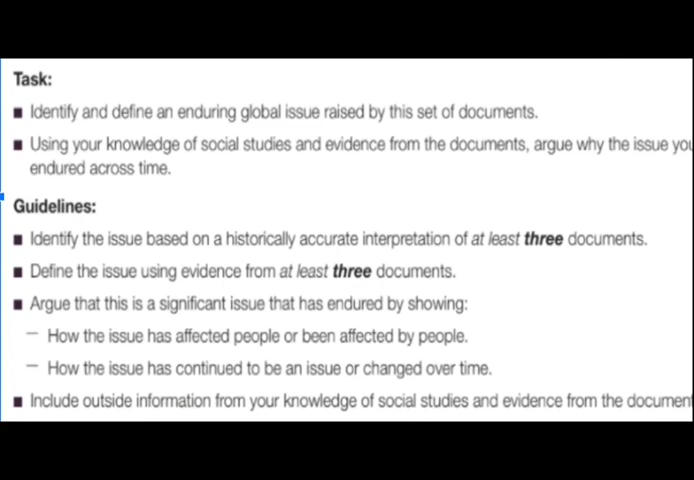 Task:
■ Identify and define an enduring global issue raised by this set of documents.
■ Using your knowledge of social studies and evidence from the documents, argue why the issue you
endured across time.
Guidelines:
■ Identify the issue based on a historically accurate interpretation of at least three documents.
■ Define the issue using evidence from at least three documents.
■ Argue that this is a significant issue that has endured by showing:
— How the issue has affected people or been affected by people.
— How the issue has continued to be an issue or changed over time.
■ Include outside information from your knowledge of social studies and evidence from the document